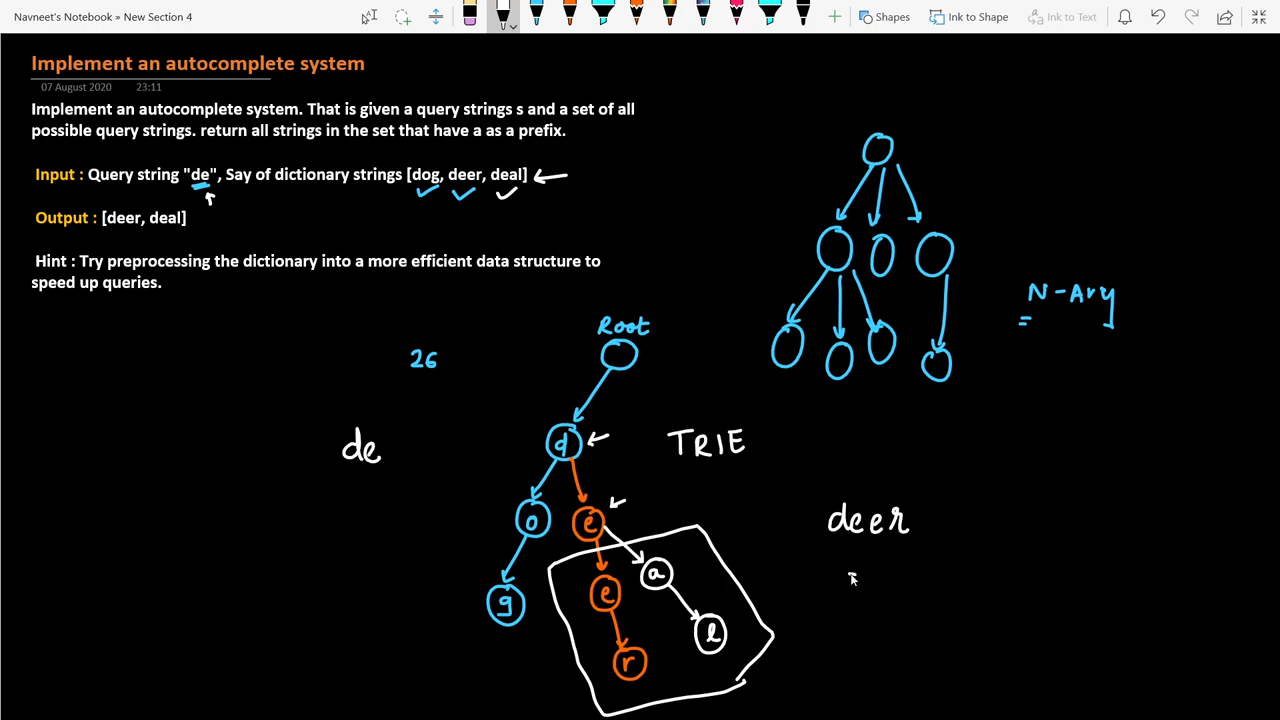 Navneet's Notebook » New Section 4
Shapes
Ink to Shape
Ink to Text
Implement an autocomplete system
07 August 2020 23:11
Implement an autocomplete system. That is given a query strings s and a set of all
possible query strings. return all strings in the set that have a as a prefix.
Input : Query string "de", Say of dictionary strings [dog, deer, deal]
Output : [deer, deal]
Hint : Try preprocessing the dictionary into a more efficient data structure to
speed up queries.
N-Ary
Root
26
de
d
TRIE
o
e
deer
a
g
e
l
r